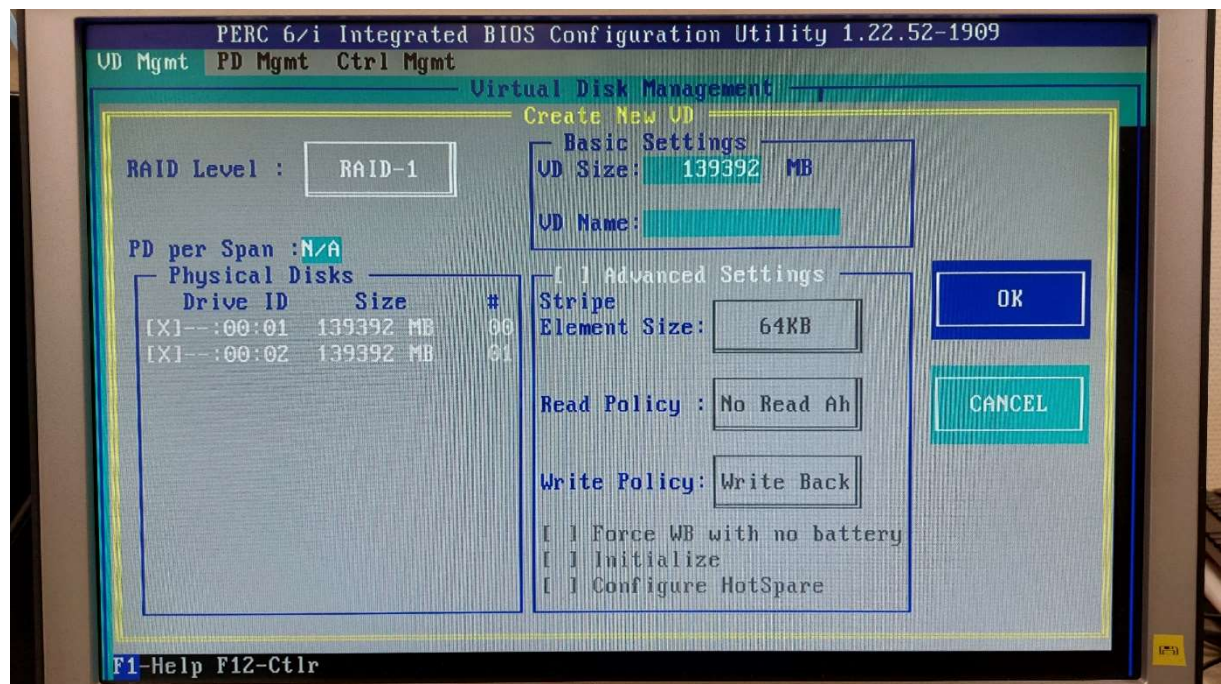 PERC 6/i Integrated BIOS Configuration Utility 1.22.52-1909
VD Mgmt PD Mgmt Ctrl Mgmt
Virtual Disk Management
Create New VD
RAID Level : RAID-1
PD per Span :N/A
Physical Disks
Drive ID Size #
[X]--:00:01 139392 MB 00
[X]--:00:02 139392 MB 01
Basic Settings
VD Size: 139392 MB
VD Name:
[ ] Advanced Settings
Stripe
Element Size: 64KB
Read Policy : No Read Ah
Write Policy: Write Back
[ ] Force WB with no battery
[ ] Initialize
[ ] Configure HotSpare
OK
CANCEL
F1-Help F12-Ctlr